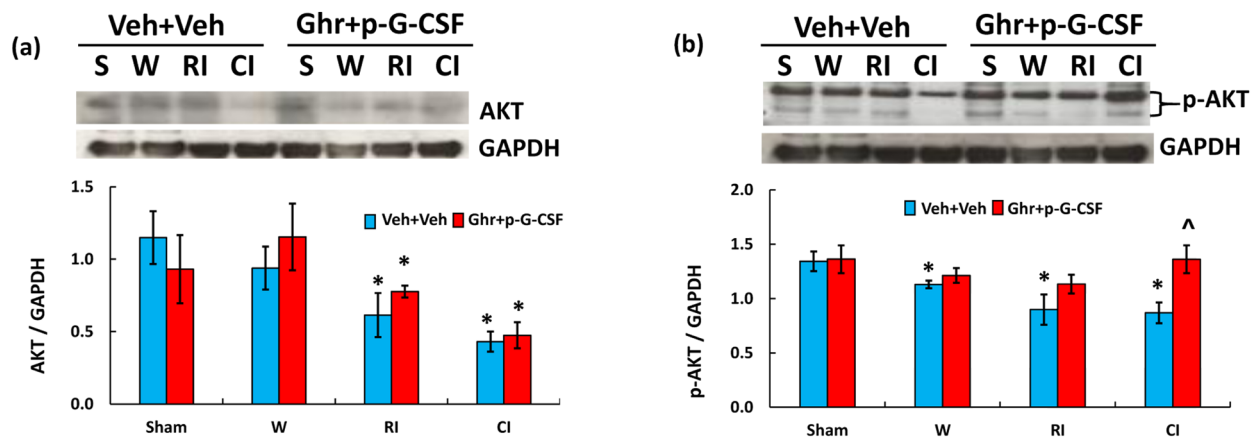 (a)
Veh+Veh Ghr+p-G-CSF
S W RI CI S W RI CI
AKT
GAPDH
1.5
Veh+Veh Ghr+p-G-CSF
1.0
0.5
0.0
AKT / GAPDH
* * * *
Sham W RI CI
(b)
Veh+Veh Ghr+p-G-CSF
S W RI CI S W RI CI
p-AKT
GAPDH
2.0
Veh+Veh Ghr+p-G-CSF
1.5
1.0
0.5
0.0
p-AKT / GAPDH
* * * ^
Sham W RI CI